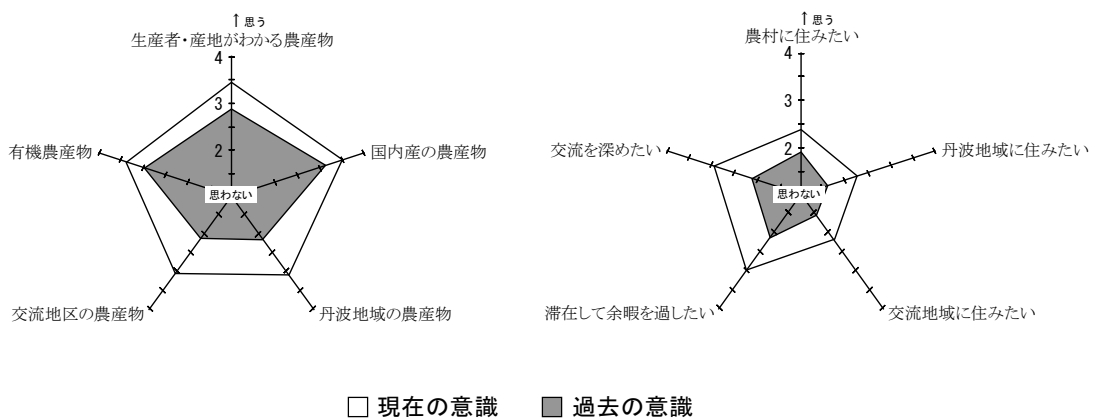 ↑思う
生産者・産地がわかる農産物
4
3
2
思わない
有機農産物
国内産の農産物
交流地区の農産物
丹波地域の農産物
↑思う
農村に住みたい
4
3
2
思わない
交流を深めたい
丹波地域に住みたい
滞在して余暇を過したい
交流地域に住みたい
□ 現在の意識 ■ 過去の意識